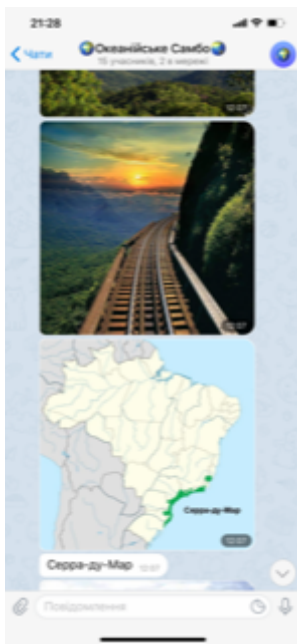 21:28
Чати
Океанійське Самбо
15 учасників, 2 в мережі
12:07
12:07
Серра-ду-Мар
12:07
Серра-ду-Мар 12:07
Повідомлення